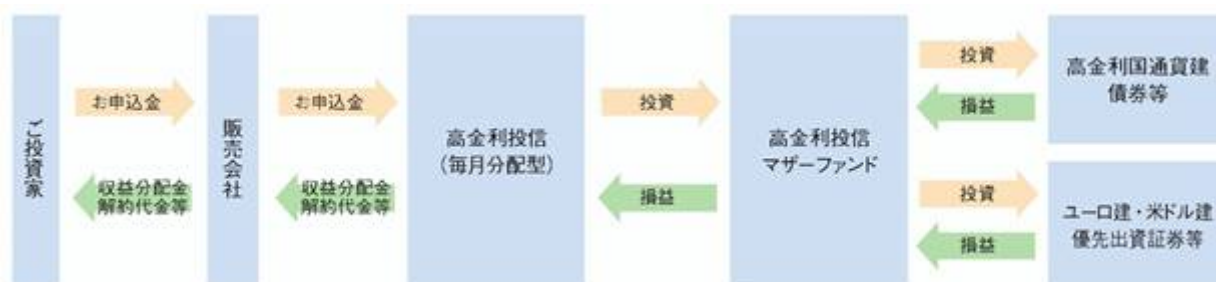 ご投資家
お申込金
収益分配金
解約代金等
販売会社
お申込金
収益分配金
解約代金等
高金利投信
(毎月分配型)
投資
損益
高金利投信
マザーファンド
投資
損益
投資
損益
高金利国通貨建
債券等
ユーロ建・米ドル建
優先出資証券等